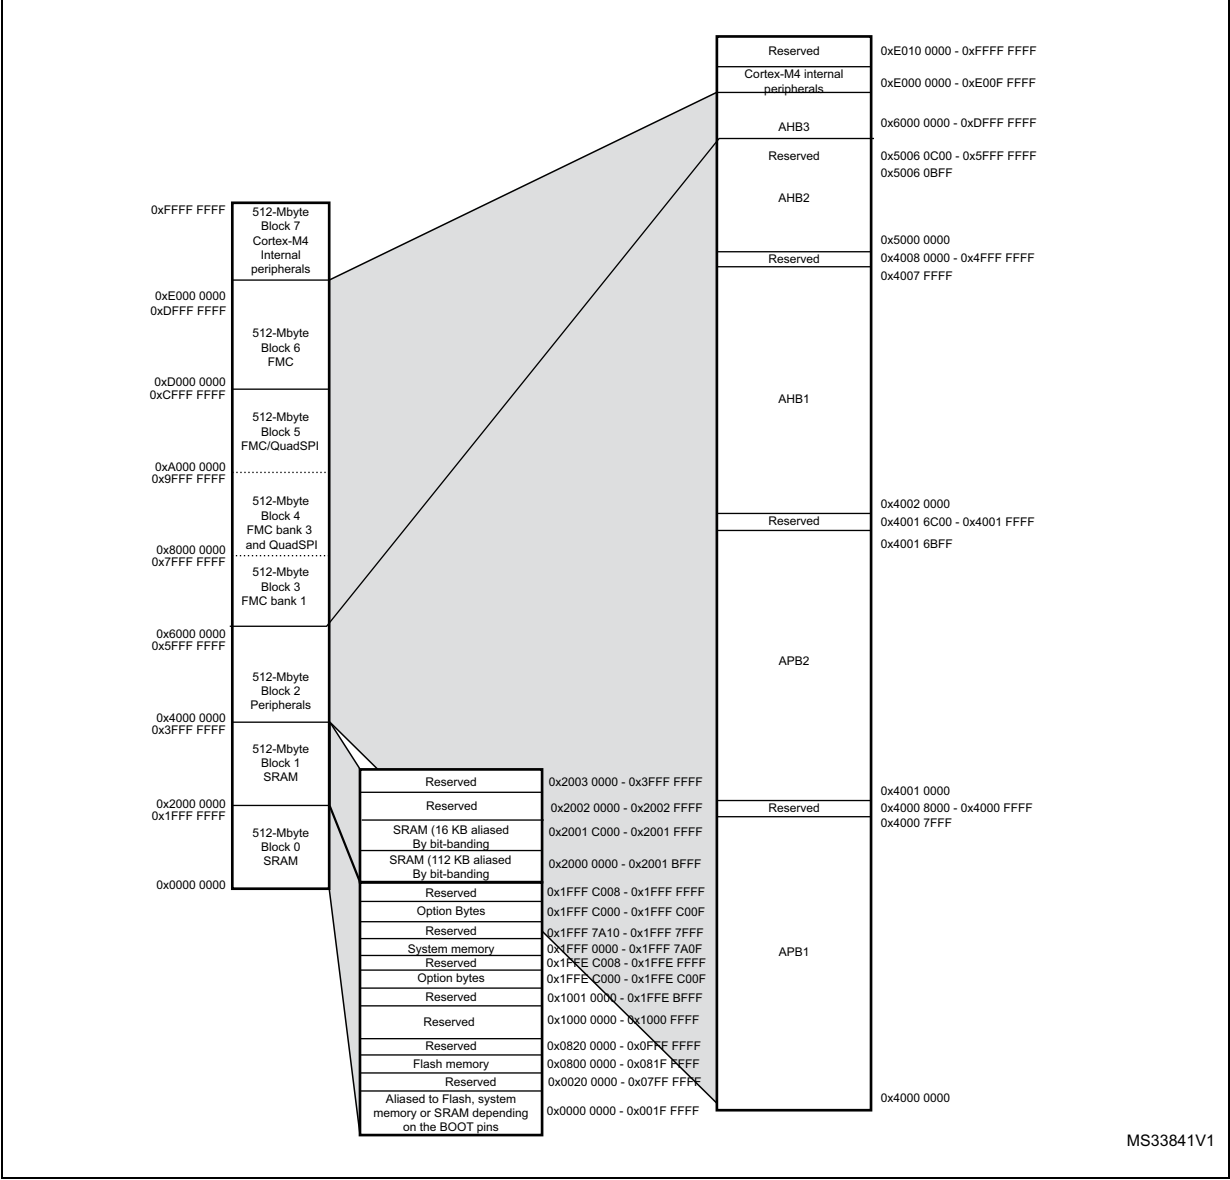 0xFFFF FFFF
512-Mbyte
Block 7
Cortex-M4
Internal
peripherals
0xE000 0000
0xDFFF FFFF
512-Mbyte
Block 6
FMC
0xD000 0000
0xCFFF FFFF
512-Mbyte
Block 5
FMC/QuadSPI
0xA000 0000
0x9FFF FFFF
512-Mbyte
Block 4
FMC bank 3
and QuadSPI
0x8000 0000
0x7FFF FFFF
512-Mbyte
Block 3
FMC bank 1
0x6000 0000
0x5FFF FFFF
512-Mbyte
Block 2
Peripherals
0x4000 0000
0x3FFF FFFF
512-Mbyte
Block 1
SRAM
0x2000 0000
0x1FFF FFFF
512-Mbyte
Block 0
SRAM
0x0000 0000
Reserved 0x2003 0000 - 0x3FFF FFFF
Reserved 0x2002 0000 - 0x2002 FFFF
SRAM (16 KB aliased
By bit-banding
0x2001 C000 - 0x2001 FFFF
SRAM (112 KB aliased
By bit-banding
0x2000 0000 - 0x2001 BFFF
Reserved 0x1FFF C008 - 0x1FFF FFFF
Option Bytes 0x1FFF C000 - 0x1FFF C00F
Reserved 0x1FFF 7A10 - 0x1FFF 7FFF
System memory 0x1FFF 0000 - 0x1FFF 7A0F
Reserved 0x1FFE C008 - 0x1FFE FFFF
Option bytes 0x1FFE C000 - 0x1FFE C00F
Reserved 0x1001 0000 - 0x1FFE BFFF
Reserved 0x1000 0000 - 0x1000 FFFF
Reserved 0x0820 0000 - 0x0FFF FFFF
Flash memory 0x0800 0000 - 0x081F FFFF
Reserved 0x0020 0000 - 0x07FF FFFF
Aliased to Flash, system
memory or SRAM depending
on the BOOT pins
0x0000 0000 - 0x001F FFFF
Reserved 0xE010 0000 - 0xFFFF FFFF
Cortex-M4 internal
peripherals
0xE000 0000 - 0xE00F FFFF
AHB3 0x6000 0000 - 0xDFFF FFFF
Reserved 0x5006 0C00 - 0x5FFF FFFF
0x5006 0BFF
AHB2
0x5000 0000
Reserved 0x4008 0000 - 0x4FFF FFFF
0x4007 FFFF
AHB1
0x4002 0000
Reserved 0x4001 6C00 - 0x4001 FFFF
0x4001 6BFF
APB2
0x4001 0000
Reserved 0x4000 8000 - 0x4000 FFFF
0x4000 7FFF
APB1
0x4000 0000
MS33841V1